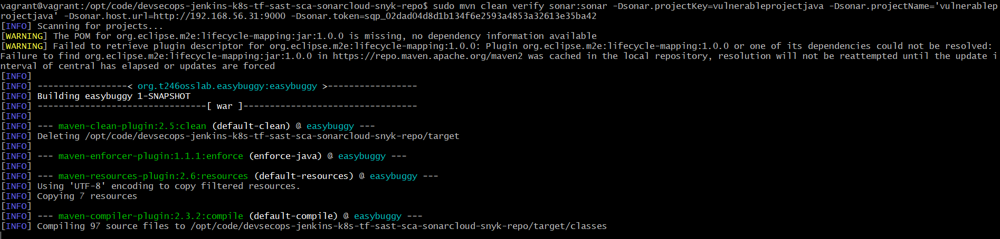 vagrant@vagrant:/opt/code/devsecops-jenkins-k8s-tf-sast-sca-sonarcloud-snyk-repo$ sudo mvn clean verify sonar:sonar -Dsonar.projectKey=vulnerableprojectjava -Dsonar.projectName='vulnerablep
rojectjava' -Dsonar.host.url=http://192.168.56.31:9000 -Dsonar.token=sqp_02dad04d8d1b134f6e2593a4853a32613e35ba42
[INFO] Scanning for projects...
[WARNING] The POM for org.eclipse.m2e:lifecycle-mapping:jar:1.0.0 is missing, no dependency information available
[WARNING] Failed to retrieve plugin descriptor for org.eclipse.m2e:lifecycle-mapping:1.0.0: Plugin org.eclipse.m2e:lifecycle-mapping:1.0.0 or one of its dependencies could not be resolved:
Failure to find org.eclipse.m2e:lifecycle-mapping:jar:1.0.0 in https://repo.maven.apache.org/maven2 was cached in the local repository, resolution will not be reattempted until the update i
nterval of central has elapsed or updates are forced
[INFO]
[INFO] -----------------< org.t246osslab.easybuggy:easybuggy >-----------------
[INFO] Building easybuggy 1-SNAPSHOT
[INFO] --------------------------------[ war ]---------------------------------
[INFO]
[INFO] --- maven-clean-plugin:2.5:clean (default-clean) @ easybuggy ---
[INFO] Deleting /opt/code/devsecops-jenkins-k8s-tf-sast-sca-sonarcloud-snyk-repo/target
[INFO]
[INFO] --- maven-enforcer-plugin:1.1.1:enforce (enforce-java) @ easybuggy ---
[INFO]
[INFO] --- maven-resources-plugin:2.6:resources (default-resources) @ easybuggy ---
[INFO] Using 'UTF-8' encoding to copy filtered resources.
[INFO] Copying 7 resources
[INFO]
[INFO] --- maven-compiler-plugin:2.3.2:compile (default-compile) @ easybuggy ---
[INFO] Compiling 97 source files to /opt/code/devsecops-jenkins-k8s-tf-sast-sca-sonarcloud-snyk-repo/target/classes